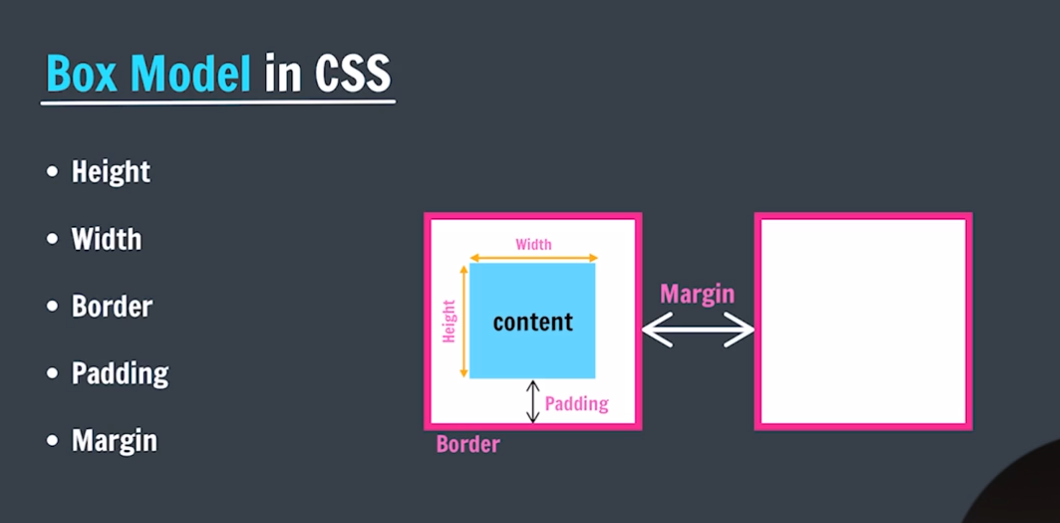 Box Model in CSS
• Height
• Width
• Border
• Padding
• Margin
Width
Height
content
Padding
Border
Margin